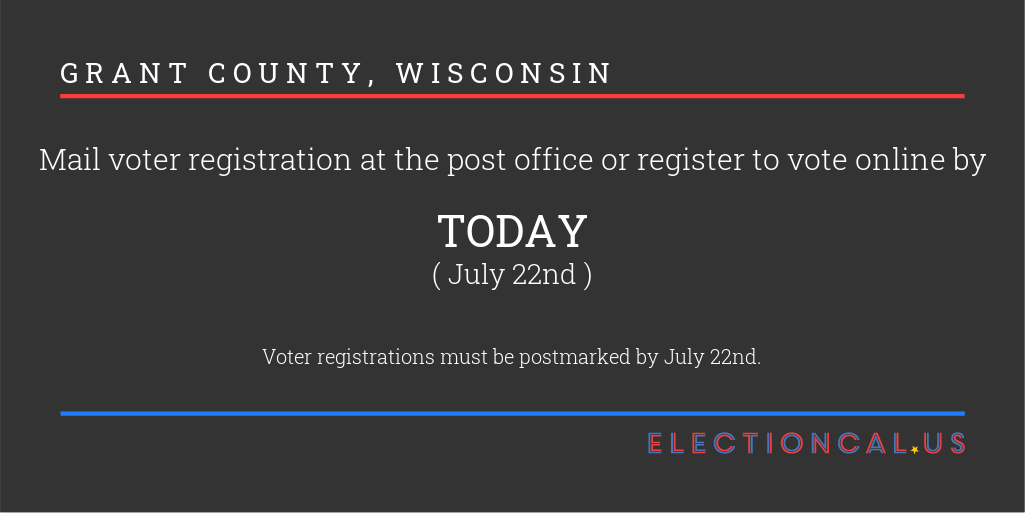 GRANT COUNTY, WISCONSIN
Mail voter registration at the post office or register to vote online by
TODAY
( July 22nd )
Voter registrations must be postmarked by July 22nd.
ELECTIONCAL.US